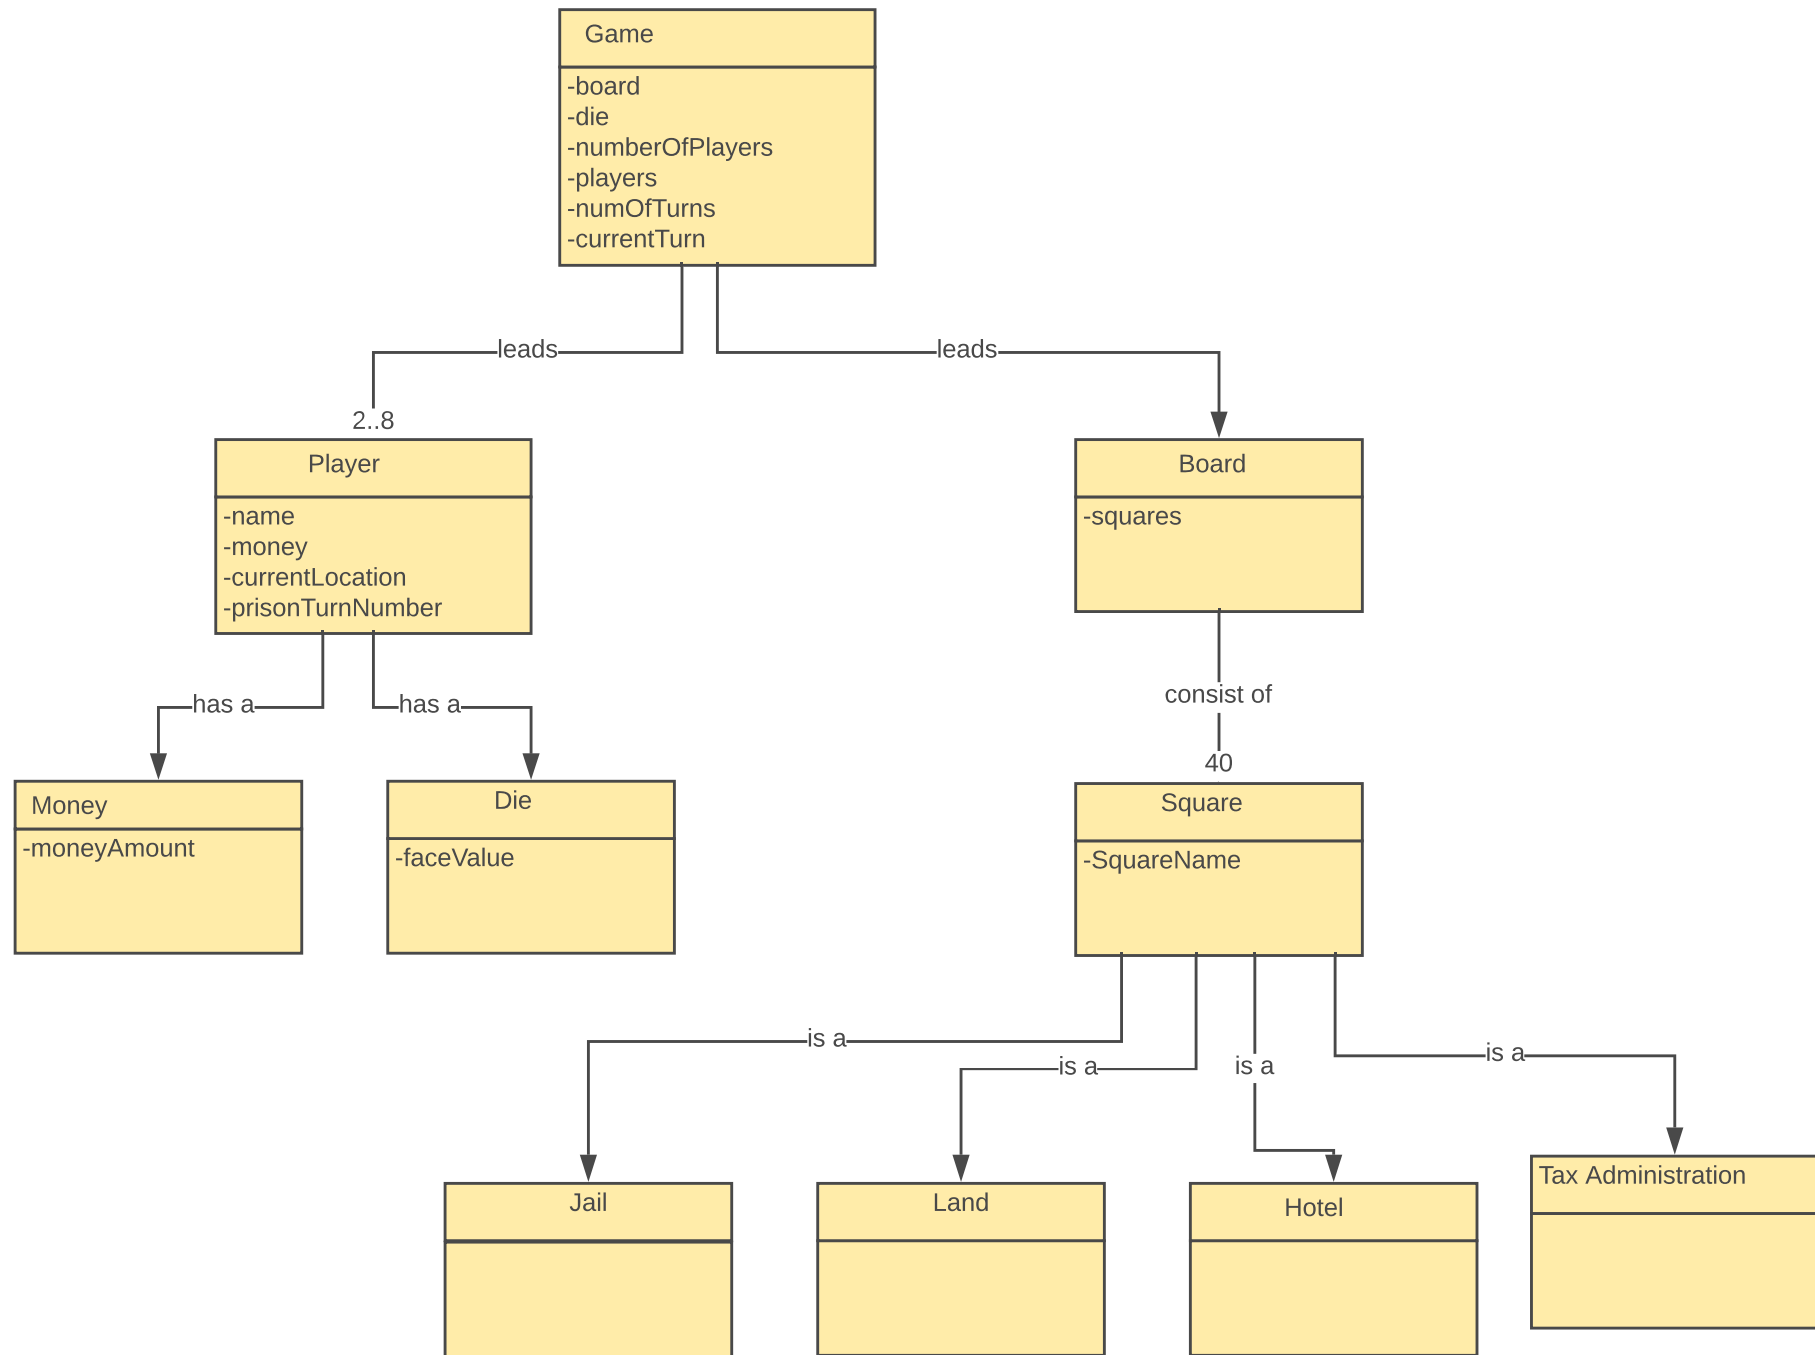 Game
-board
-die
-numberOfPlayers
-players
-numOfTurns
-currentTurn
leads
leads
2..8
Player
-name
-money
-currentLocation
-prisonTurnNumber
Board
-squares
has a
has a
consist of
40
Money
-moneyAmount
Die
-faceValue
Square
-SquareName
is a
is a
is a
is a
Jail
Land
Hotel
Tax Administration